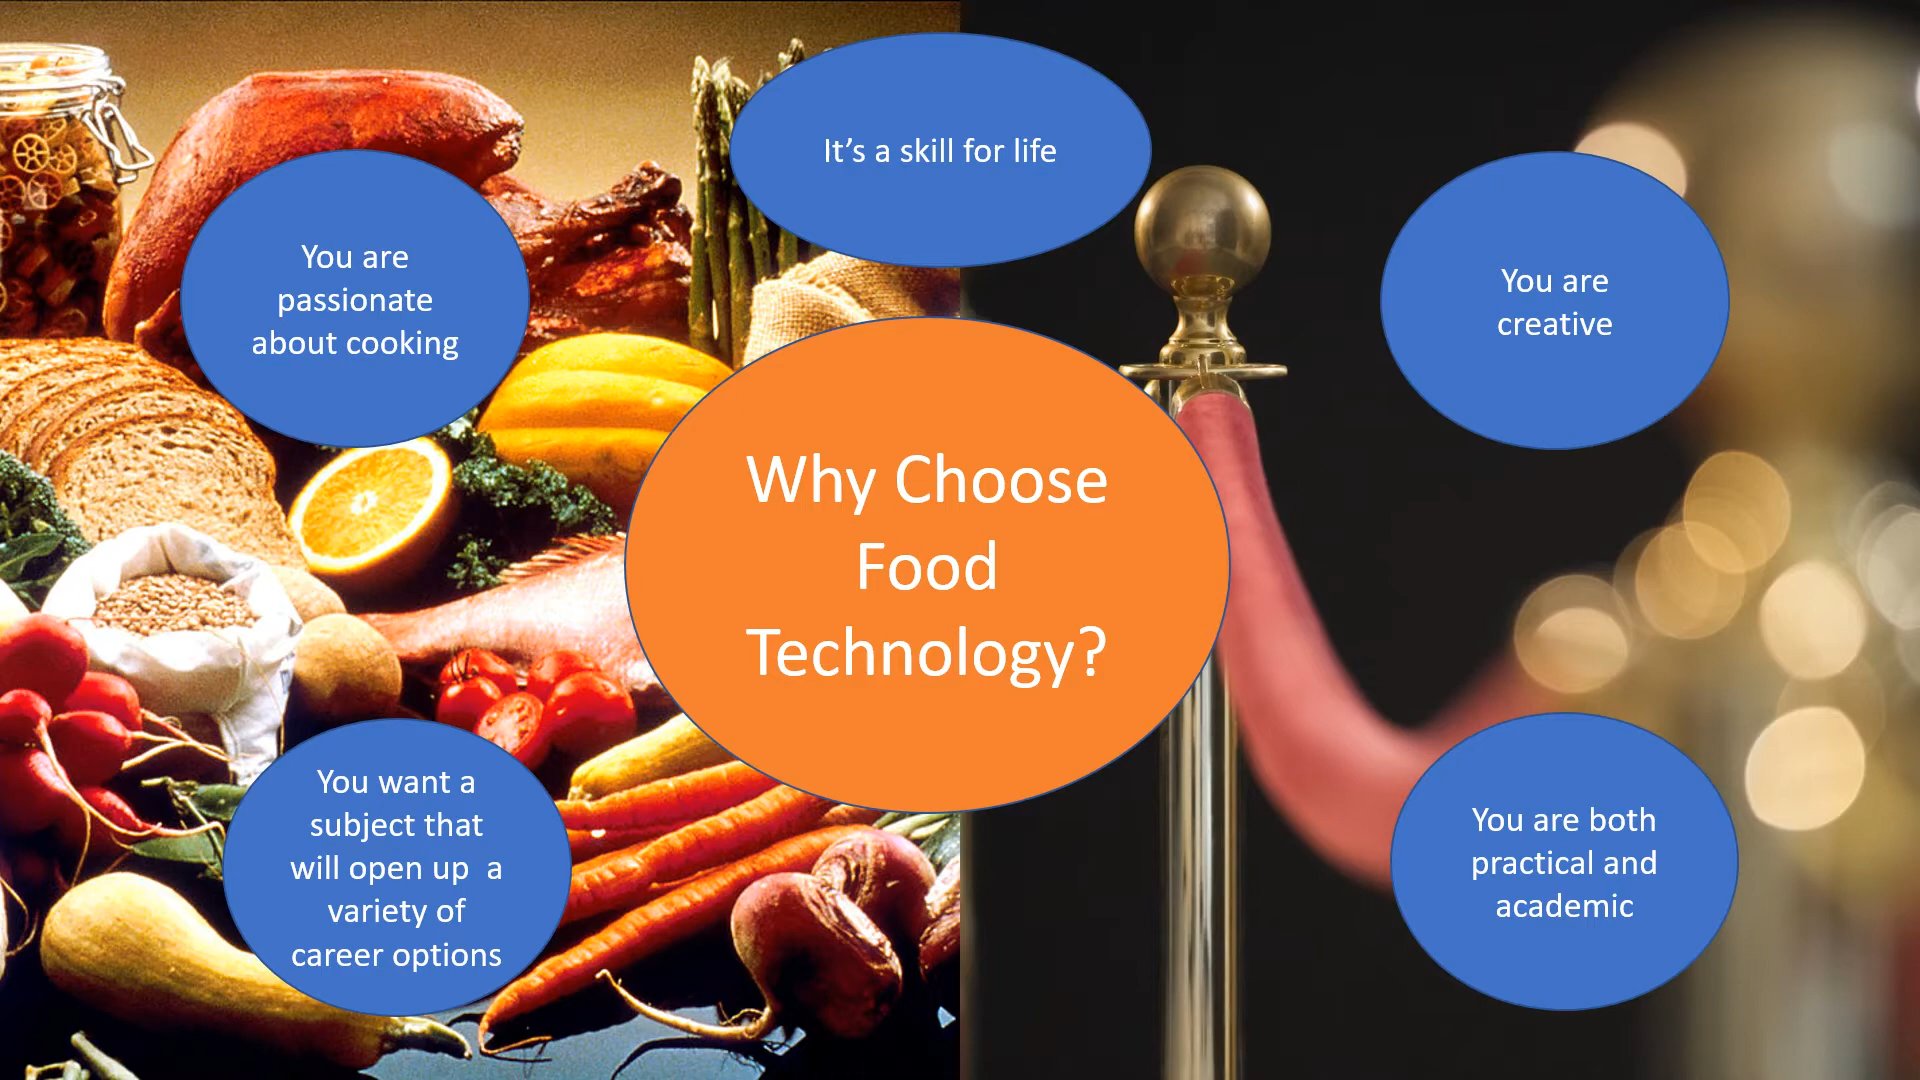 It’s a skill for life
You are
passionate
about cooking
You are
creative
Why Choose
Food
Technology?
You want a
subject that
will open up  a
variety of
career options
You are both
practical and
academic